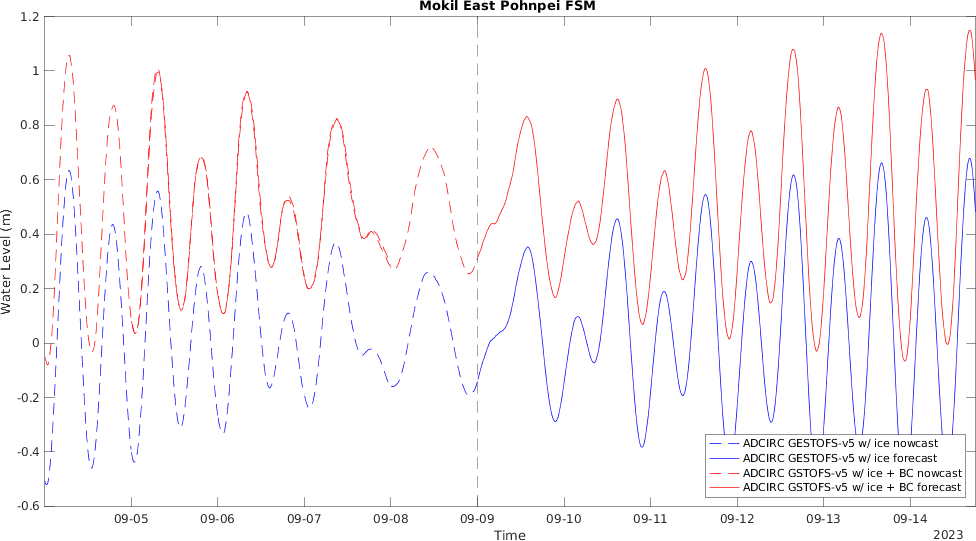 Mokil East Pohnpei FSM
1.2
1
0.8
0.6
0.4
0.2
0
-0.2
-0.4
-0.6
Water Level (m)
ADCIRC GESTOFS-v5 w/ ice nowcast
ADCIRC GESTOFS-v5 w/ ice forecast
ADCIRC GSTOFS-v5 w/ ice + BC nowcast
ADCIRC GSTOFS-v5 w/ ice + BC forecast
09-05 09-06 09-07 09-08 09-09 09-10 09-11 09-12 09-13 09-14
Time
2023